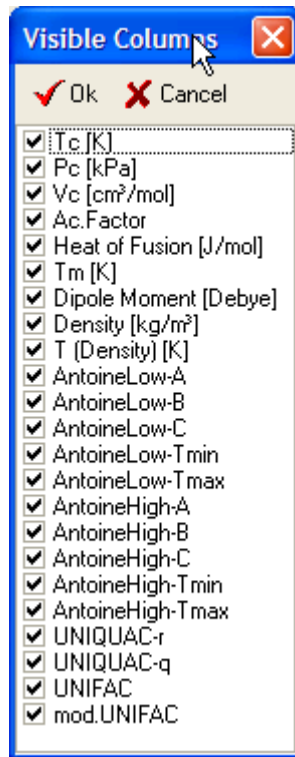 Visible Columns
Ok Cancel
Tc [K]
Pc [kPa]
Vc [cm³/mol]
Ac.Factor
Heat of Fusion [J/mol]
Tm [K]
Dipole Moment [Debye]
Density [kg/m³]
T (Density) [K]
AntoineLow-A
AntoineLow-B
AntoineLow-C
AntoineLow-Tmin
AntoineLow-Tmax
AntoineHigh-A
AntoineHigh-B
AntoineHigh-C
AntoineHigh-Tmin
AntoineHigh-Tmax
UNIQUAC-r
UNIQUAC-q
UNIFAC
mod.UNIFAC